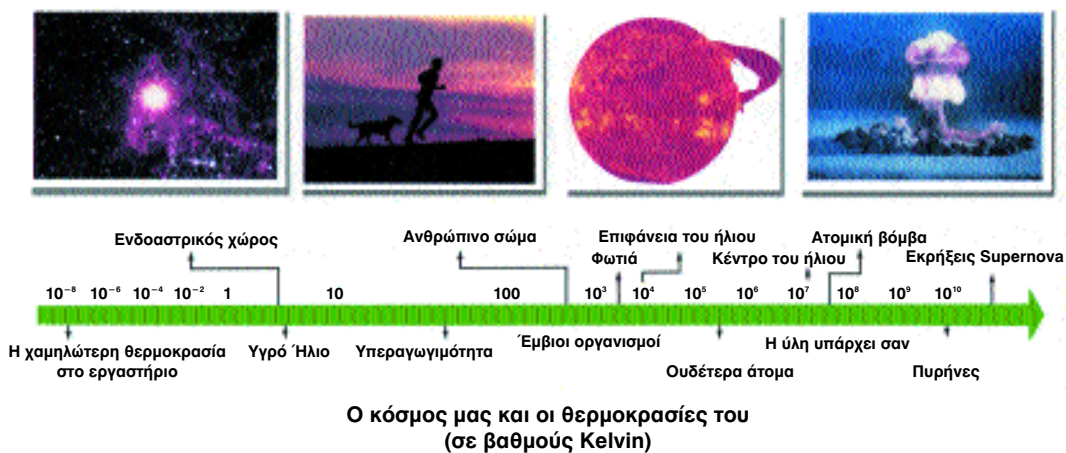 Ενδοαστρικός χώρος
Ανθρώπινο σώμα
Επιφάνεια του ήλιου
Ατομική βόμβα
Φωτιά
Κέντρο του ήλιου
Εκρήξεις Supernova
10⁻⁸ 10⁻⁶ 10⁻⁴ 10⁻² 1 10 100 10³ 10⁴ 10⁵ 10⁶ 10⁷ 10⁸ 10⁹ 10¹⁰
Η χαμηλώτερη θερμοκρασία
στο εργαστήριο
Υγρό Ήλιο
Υπεραγωγιμότητα
Έμβιοι οργανισμοί
Η ύλη υπάρχει σαν
Ουδέτερα άτομα
Πυρήνες
Ο κόσμος μας και οι θερμοκρασίες του
(σε βαθμούς Kelvin)